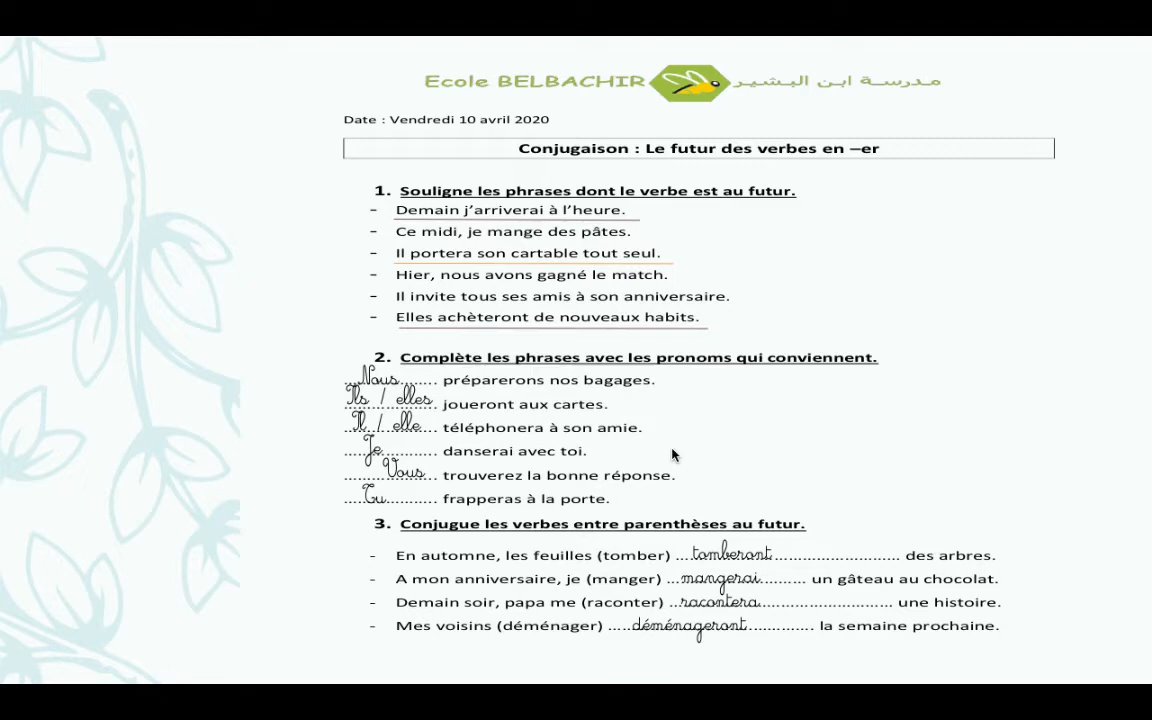 Ecole BELBACHIR مدرسة ابن البشير
Date : Vendredi 10 avril 2020
Conjugaison : Le futur des verbes en –er
1. Souligne les phrases dont le verbe est au futur.
- Demain j’arriverai à l’heure.
- Ce midi, je mange des pâtes.
- Il portera son cartable tout seul.
- Hier, nous avons gagné le match.
- Il invite tous ses amis à son anniversaire.
- Elles achèteront de nouveaux habits.
2. Complète les phrases avec les pronoms qui conviennent.
....Nous........ préparerons nos bagages.
Ils / elles joueront aux cartes.
Il / elle téléphonera à son amie.
....Je............ danserai avec toi.
........Vous.. trouverez la bonne réponse.
....Tu........... frapperas à la porte.
3. Conjugue les verbes entre parenthèses au futur.
- En automne, les feuilles (tomber) ...tomberont............................ des arbres.
- A mon anniversaire, je (manger) ...mangerai.......... un gâteau au chocolat.
- Demain soir, papa me (raconter) ...racontera............................. une histoire.
- Mes voisins (déménager) .....déménageront.............. la semaine prochaine.